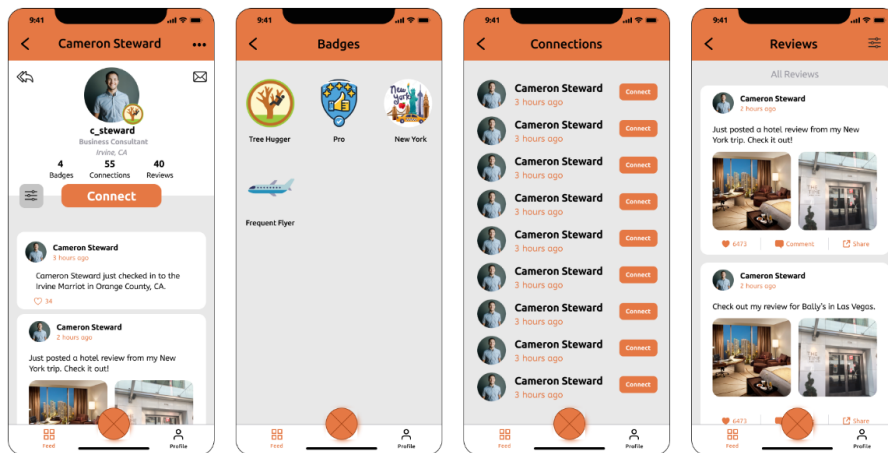 9:41
Cameron Steward
c_steward
Business Consultant
Irvine, CA
4
55
40
Badges
Connections
Reviews
Connect
Cameron Steward
3 hours ago
Cameron Steward just checked in to the
Irvine Marriot in Orange County, CA.
34
Cameron Steward
2 hours ago
Just posted a hotel review from my New
York trip. Check it out!
Feed
Profile
9:41
Badges
New
York
Tree Hugger
Pro
New York
Frequent Flyer
Feed
Profile
9:41
Connections
Cameron Steward
3 hours ago
Connect
Cameron Steward
3 hours ago
Connect
Cameron Steward
3 hours ago
Connect
Cameron Steward
3 hours ago
Connect
Cameron Steward
3 hours ago
Connect
Cameron Steward
3 hours ago
Connect
Cameron Steward
3 hours ago
Connect
Cameron Steward
3 hours ago
Connect
Cameron Steward
3 hours ago
Connect
Feed
Profile
9:41
Reviews
All Reviews
Cameron Steward
2 hours ago
Just posted a hotel review from my New
York trip. Check it out!
6473
Comment
Share
Cameron Steward
2 hours ago
Check out my review for Bally's in Las Vegas.
6473
Share
Feed
Profile